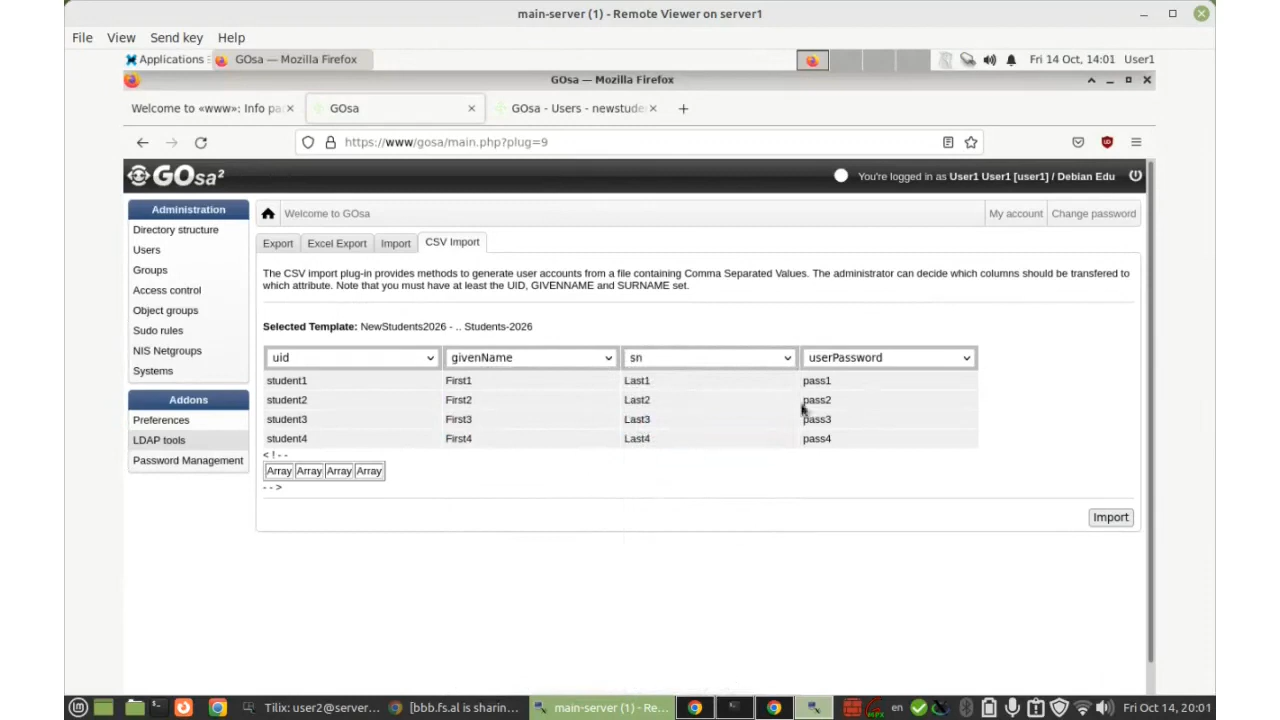 main-server (1) - Remote Viewer on server1
File View Send key Help
Applications GOsa — Mozilla Firefox Fri 14 Oct, 14:01 User1
GOsa — Mozilla Firefox
Welcome to «www»: Info pa GOsa GOsa - Users - newstude
https://www/gosa/main.php?plug=9
GOsa² You're logged in as User1 User1 [user1] / Debian Edu
Administration
Directory structure
Users
Groups
Access control
Object groups
Sudo rules
NIS Netgroups
Systems
Addons
Preferences
LDAP tools
Password Management
Welcome to GOsa My account Change password
Export Excel Export Import CSV Import
The CSV import plug-in provides methods to generate user accounts from a file containing Comma Separated Values. The administrator can decide which columns should be transfered to
which attribute. Note that you must have at least the UID, GIVENNAME and SURNAME set.
Selected Template: NewStudents2026 - .. Students-2026
uid givenName sn userPassword
student1 First1 Last1 pass1
student2 First2 Last2 pass2
student3 First3 Last3 pass3
student4 First4 Last4 pass4
<!--
Array Array Array Array
-->
Import
Tilix: user2@server... [bbb.fs.al is sharin... main-server (1) - Re... en Fri Oct 14, 20:01